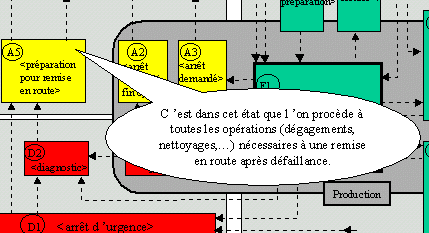 préparation>
A5
<préparation
pour remise
en route>
A2
<arrêt
fin
A3
<arrêt
demandé>
F1
C 'est dans cet état que l 'on procède à
toutes les opérations (dégagements,
nettoyages,…) nécessaires à une remise
en route après défaillance.
D2
<diagnostic>
Production
D1 < arrêt d 'urgence>